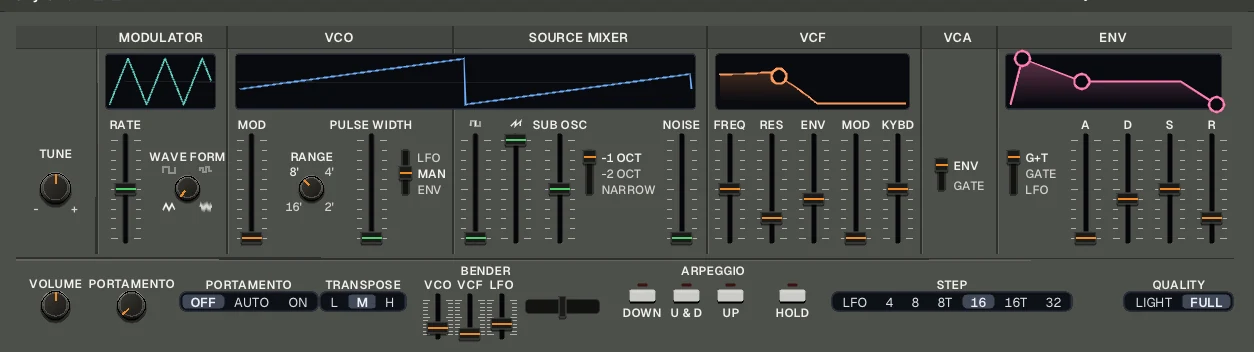 MODULATOR VCO SOURCE MIXER VCF VCA ENV
RATE MOD PULSE WIDTH SUB OSC NOISE FREQ RES ENV MOD KYBD A D S R
TUNE WAVE FORM RANGE LFO -1 OCT ENV G+T
8' 4' MAN -2 OCT GATE GATE
ENV NARROW LFO
- + 16' 2'
BENDER ARPEGGIO
VOLUME PORTAMENTO PORTAMENTO TRANSPOSE VCO VCF LFO STEP QUALITY
OFF AUTO ON L M H LFO 4 8 8T 16 16T 32 LIGHT FULL
DOWN U & D UP HOLD